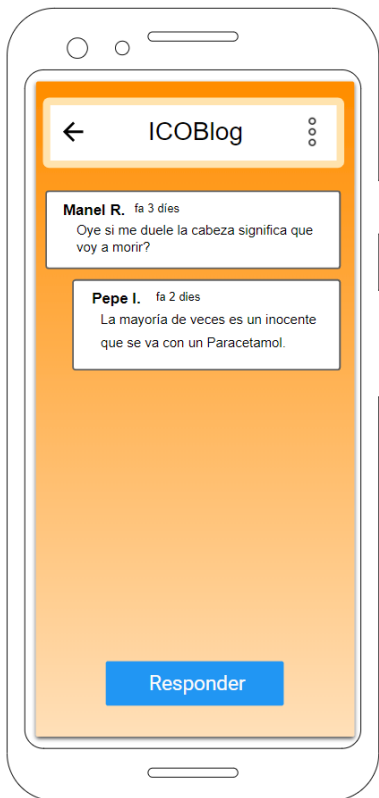 ICOBlog
Manel R. fa 3 díes
Oye si me duele la cabeza significa que
voy a morir?
Pepe I. fa 2 dies
La mayoría de veces es un inocente
que se va con un Paracetamol.
Responder